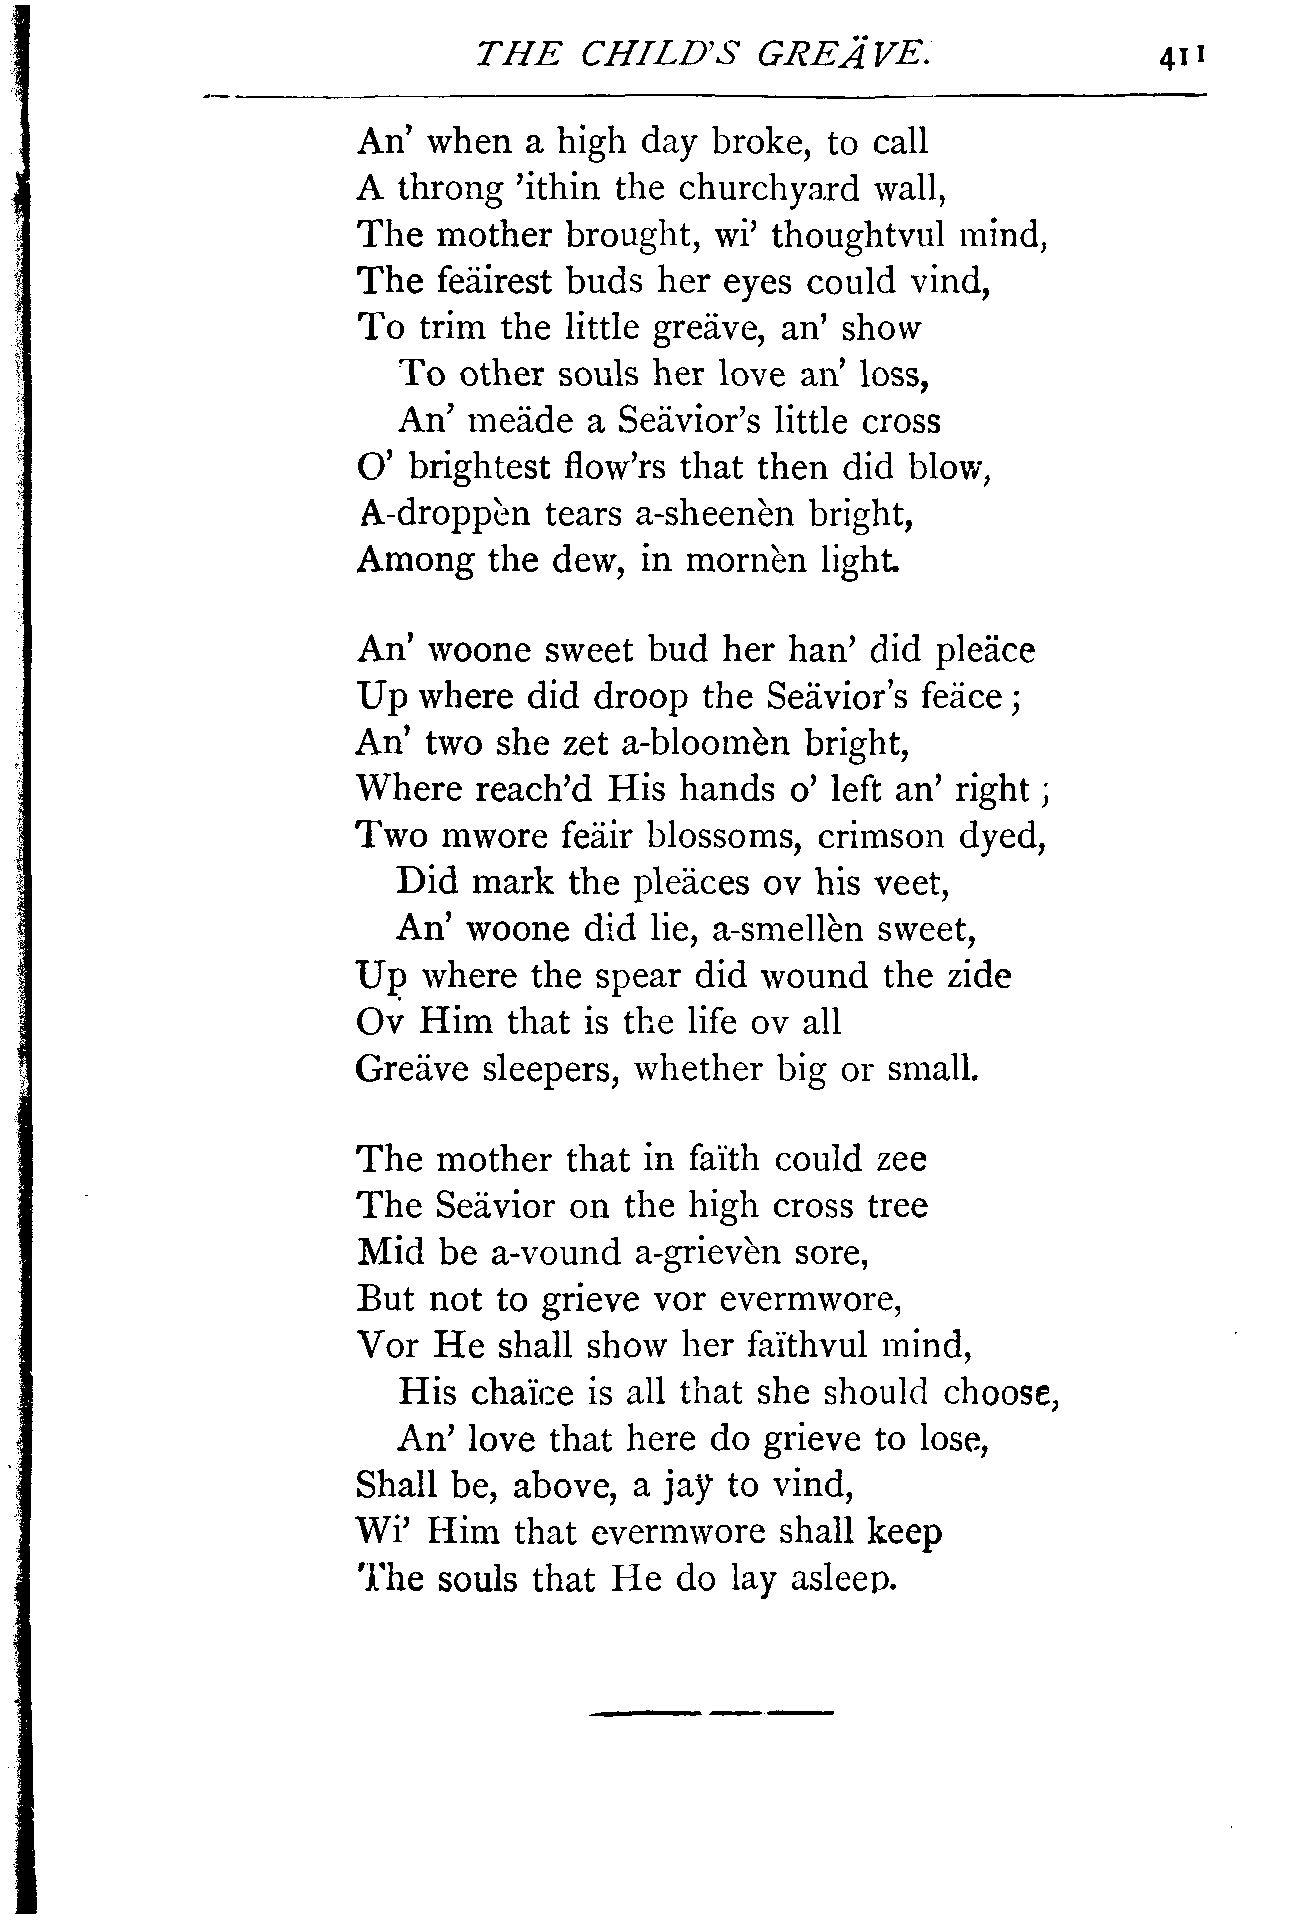 THE CHILD'S GREÄVE. 411
An' when a high day broke, to call
A throng 'ithin the churchyard wall,
The mother brought, wi' thoughtvul mind,
The feäirest buds her eyes could vind,
To trim the little greäve, an' show
To other souls her love an' loss,
An' meäde a Seävior's little cross
O' brightest flow'rs that then did blow,
A-droppèn tears a-sheenèn bright,
Among the dew, in mornèn light.

An' woone sweet bud her han' did pleäce
Up where did droop the Seävior's feäce;
An' two she zet a-bloomèn bright,
Where reach'd His hands o' left an' right;
Two mwore feäir blossoms, crimson dyed,
Did mark the pleäces ov his veet,
An' woone did lie, a-smellèn sweet,
Up where the spear did wound the zide
Ov Him that is the life ov all
Greäve sleepers, whether big or small.

The mother that in faïth could zee
The Seävior on the high cross tree
Mid be a-vound a-grievèn sore,
But not to grieve vor evermwore,
Vor He shall show her faïthvul mind,
His chaïce is all that she should choose,
An' love that here do grieve to lose,
Shall be, above, a jaÿ to vind,
Wi' Him that evermwore shall keep
The souls that He do lay asleep.